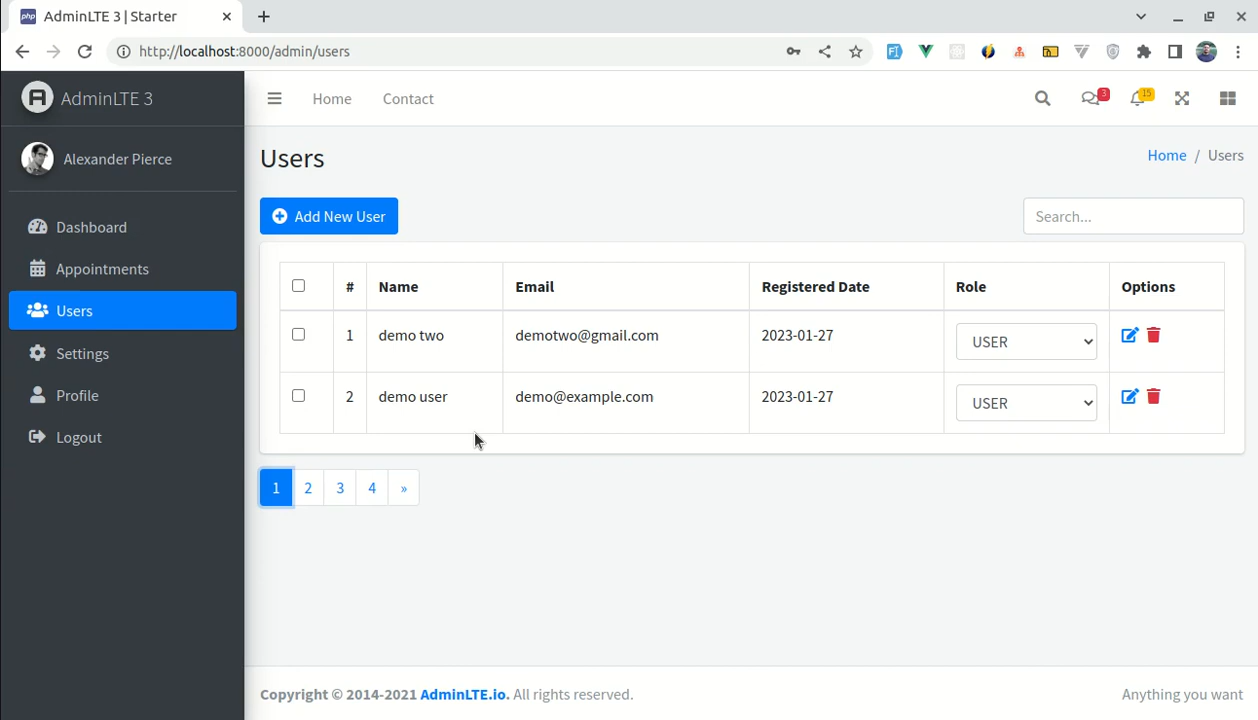 AdminLTE 3 | Starter
http://localhost:8000/admin/users
AdminLTE 3
Home
Contact
3
15
Alexander Pierce
Users
Home / Users
Dashboard
Appointments
Users
Settings
Profile
Logout
Add New User
Search...
# Name Email Registered Date Role Options
1 demo two demotwo@gmail.com 2023-01-27 USER
2 demo user demo@example.com 2023-01-27 USER
1 2 3 4 »
Copyright © 2014-2021 AdminLTE.io. All rights reserved.
Anything you want